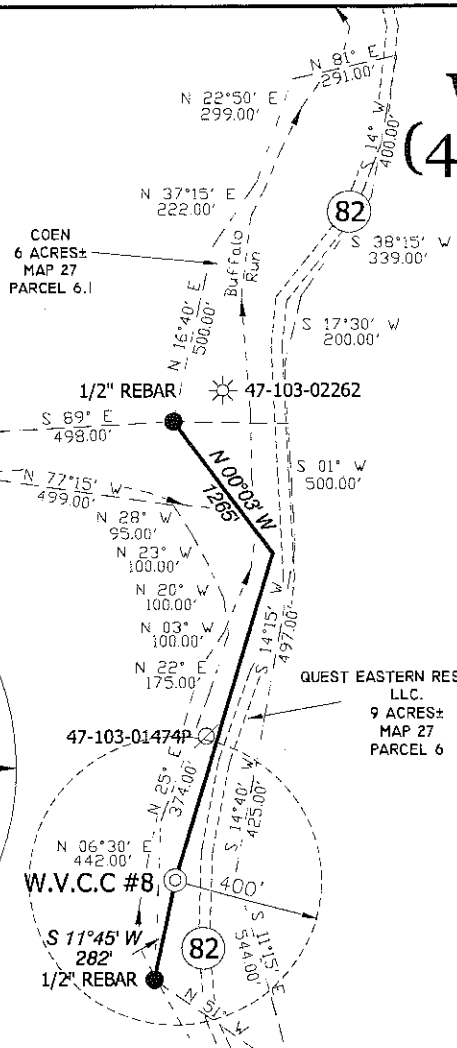 N 81° E
291.00'
N 22°50' E
299.00'
S 14° W
400.00'
(4
N 37°15' E
222.00'
82
S 38°15' W
339.00'
COEN
6 ACRES±
MAP 27
PARCEL 6.1
Buffalo
Run
N 16°40' E
500.00'
S 17°30' W
200.00'
1/2" REBAR
47-103-02262
S 89° E
498.00'
N 00°03' W
1265'
S 01° W
500.00'
N 77°15' W
499.00'
N 28° W
95.00'
N 23° W
100.00'
N 20° W
100.00'
N 03° W
100.00'
S 14°15' W
497.00'
N 22° E
175.00'
QUEST EASTERN RES
LLC.
9 ACRES±
MAP 27
PARCEL 6
47-103-01474P
N 25° E
374.00'
S 14°40' W
425.00'
N 06°30' E
442.00'
W.V.C.C #8
400'
S 11°45' W
282'
82
S 11°15' E
544.00'
1/2" REBAR
N 51° W